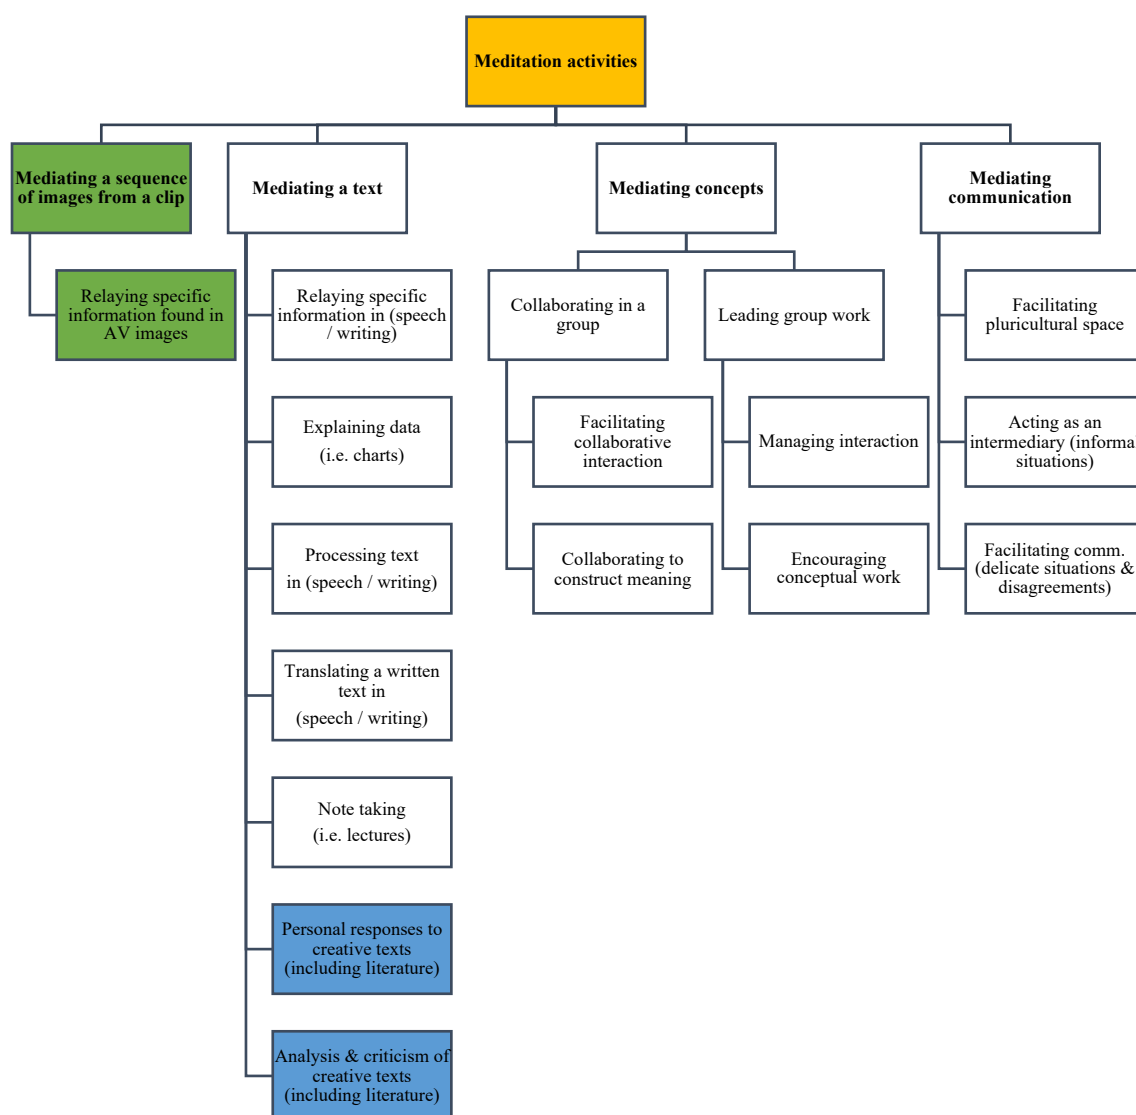 Meditation activities
Mediating a sequence
of images from a clip
Relaying specific
information found in
AV images
Mediating a text
Relaying specific
information in (speech
/ writing)
Explaining data
(i.e. charts)
Processing text
in (speech / writing)
Translating a written
text in
(speech / writing)
Note taking
(i.e. lectures)
Personal responses to
creative texts
(including literature)
Analysis & criticism of
creative texts
(including literature)
Mediating concepts
Collaborating in a
group
Facilitating
collaborative
interaction
Collaborating to
construct meaning
Leading group work
Managing interaction
Encouraging
conceptual work
Mediating
communication
Facilitating
pluricultural space
Acting as an
intermediary (informa
situations)
Facilitating comm.
(delicate situations &
disagreements)